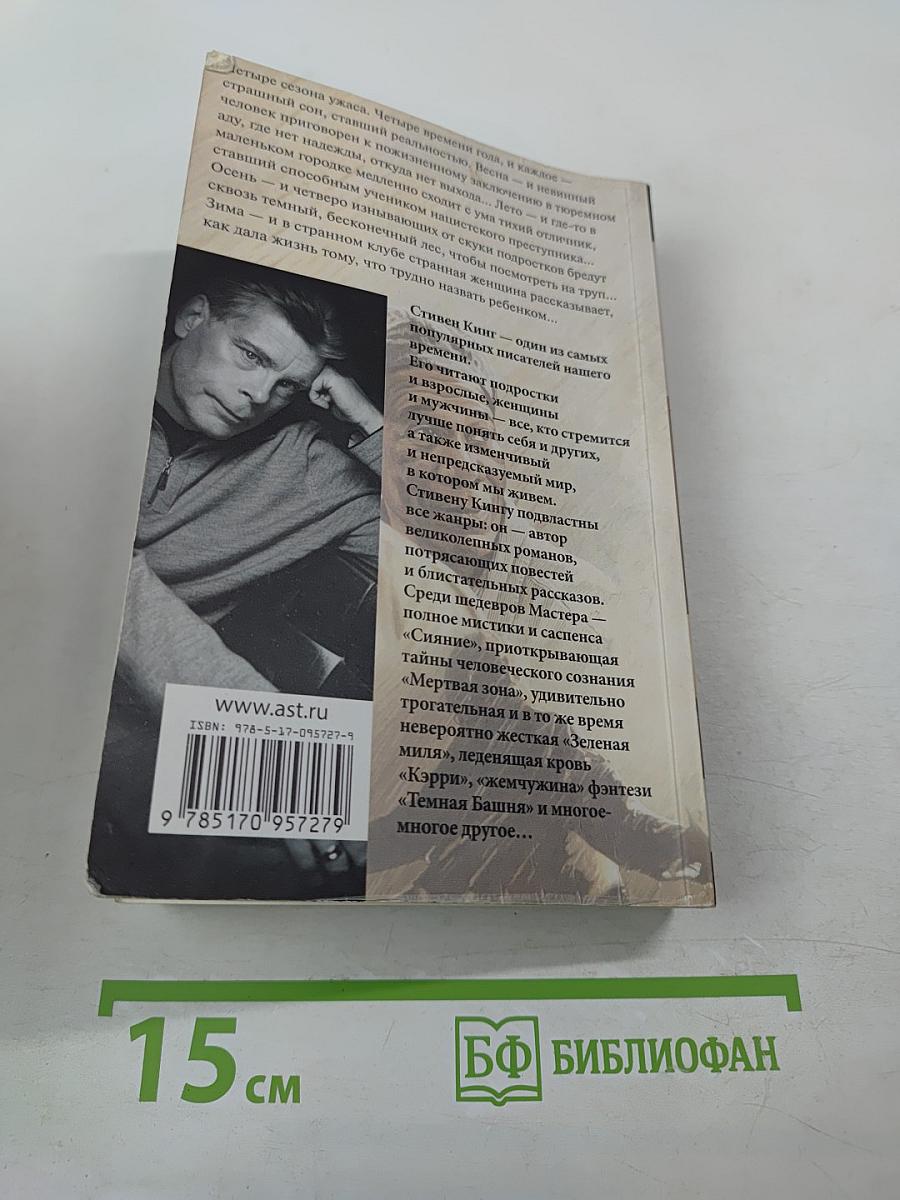 Четыре сезона ужаса. Четыре времени года, и каждое —
страшный сон, ставший реальностью. Весна — и невинный
человек приговорен к пожизненному заключению в тюремном
аду, где нет надежды, откуда нет выхода... Лето — и где-то в
маленьком городке медленно сходит с ума тихий отличник,
ставший способным учеником нацистского преступника...
Осень — и четверо изнывающих от скуки подростков бредут
сквозь темный, бесконечный лес, чтобы посмотреть на труп...
Зима — и в странном клубе странная женщина рассказывает,
как дала жизнь тому, что трудно назвать ребенком...
Стивен Кинг — один из самых
популярных писателей нашего
времени.
Его читают подростки
и взрослые, женщины
и мужчины — все, кто стремится
лучше понять себя и других,
а также изменчивый
и непредсказуемый мир,
в котором мы живем.
Стивену Кингу подвластны
все жанры: он — автор
великолепных романов,
потрясающих повестей
и блистательных рассказов.
Среди шедевров Мастера —
полное мистики и саспенса
«Сияние», приоткрывающая
тайны человеческого сознания
«Мертвая зона», удивительно
трогательная и в то же время
невероятно жесткая «Зеленая
миля», леденящая кровь
«Кэрри», «жемчужина» фэнтези
«Темная Башня» и многое-
многое другое...
www.ast.ru
ISBN: 978-5-17-095727-9
9 785170 957279
15 см
БФ БИБЛИОФАН